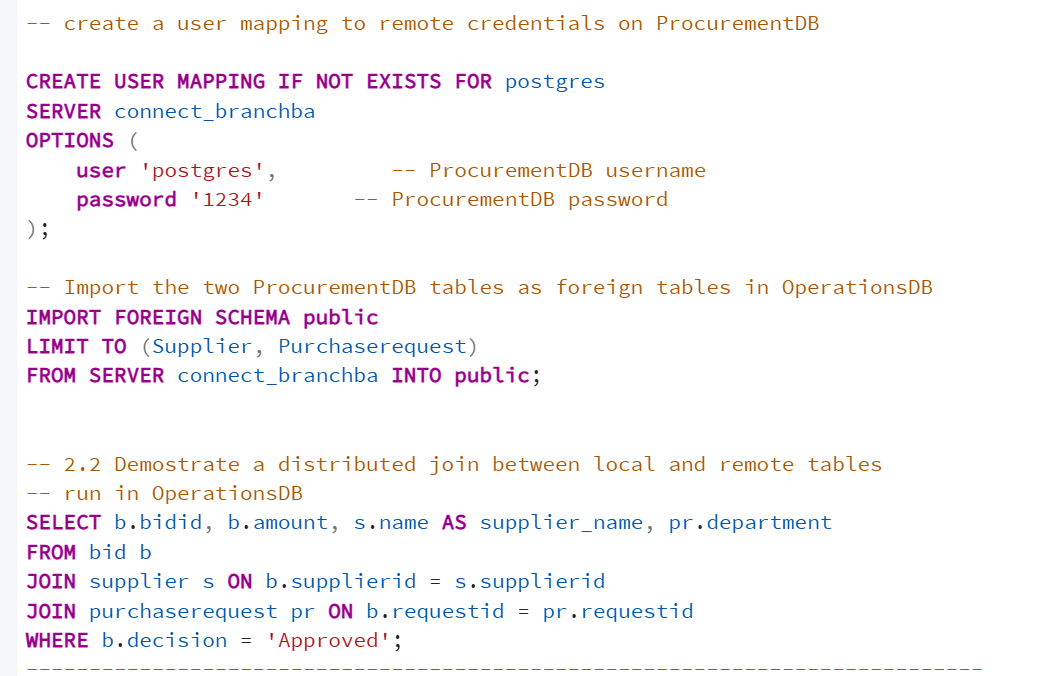 -- create a user mapping to remote credentials on ProcurementDB
CREATE USER MAPPING IF NOT EXISTS FOR postgres
SERVER connect_branchba
OPTIONS (
    user 'postgres',         -- ProcurementDB username
    password '1234'       -- ProcurementDB password
);
-- Import the two ProcurementDB tables as foreign tables in OperationsDB
IMPORT FOREIGN SCHEMA public
LIMIT TO (Supplier, Purchaserequest)
FROM SERVER connect_branchba INTO public;
-- 2.2 Demostrate a distributed join between local and remote tables
-- run in OperationsDB
SELECT b.bidid, b.amount, s.name AS supplier_name, pr.department
FROM bid b
JOIN supplier s ON b.supplierid = s.supplierid
JOIN purchaserequest pr ON b.requestid = pr.requestid
WHERE b.decision = 'Approved';
----------------------------------------------------------------------------